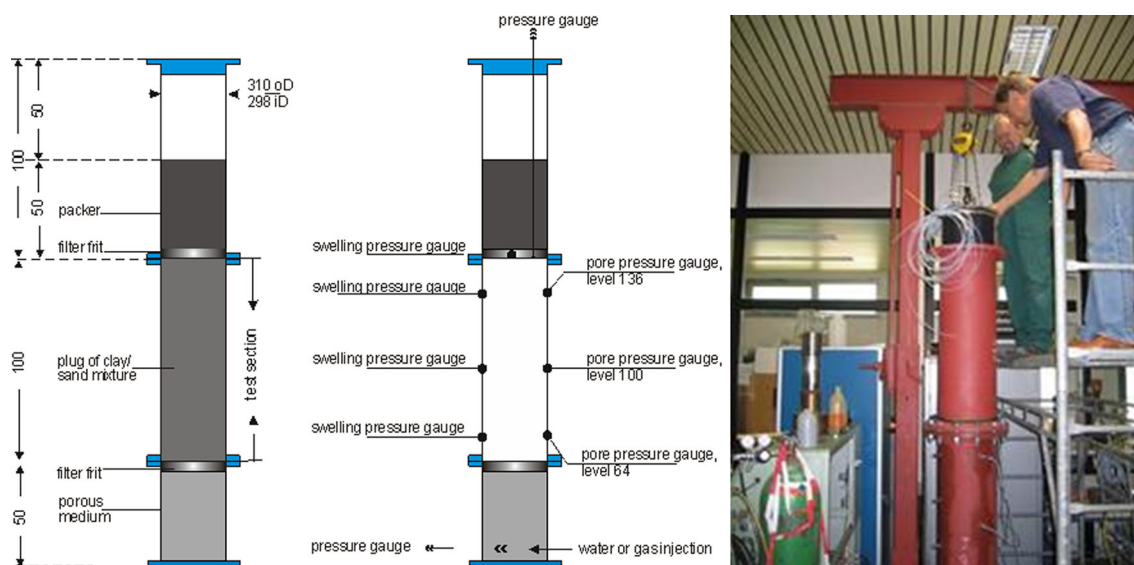 pressure gauge
310 oD
298 iD
50
100
50
packer
filter frit
swelling pressure gauge
pore pressure gauge,
level 136
swelling pressure gauge
100
plug of clay/
sand mixture
test section
swelling pressure gauge
pore pressure gauge,
level 100
swelling pressure gauge
pore pressure gauge,
level 64
filter frit
porous
medium
50
pressure gauge
water or gasinjection